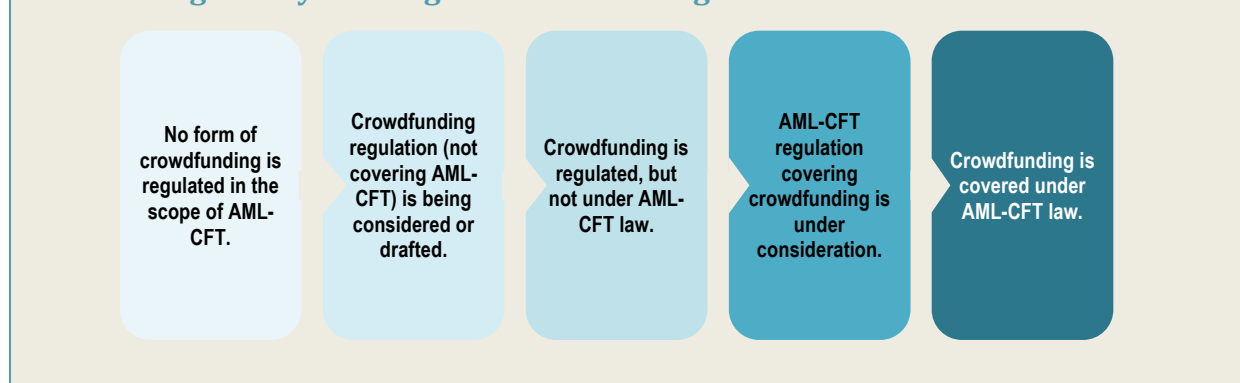 No form of
crowdfunding is
regulated in the
scope of AML-
CFT.
Crowdfunding
regulation (not
covering AML-
CFT) is being
considered or
drafted.
Crowdfunding is
regulated, but
not under AML-
CFT law.
AML-CFT
regulation
covering
crowdfunding is
under
consideration.
Crowdfunding is
covered under
AML-CFT law.